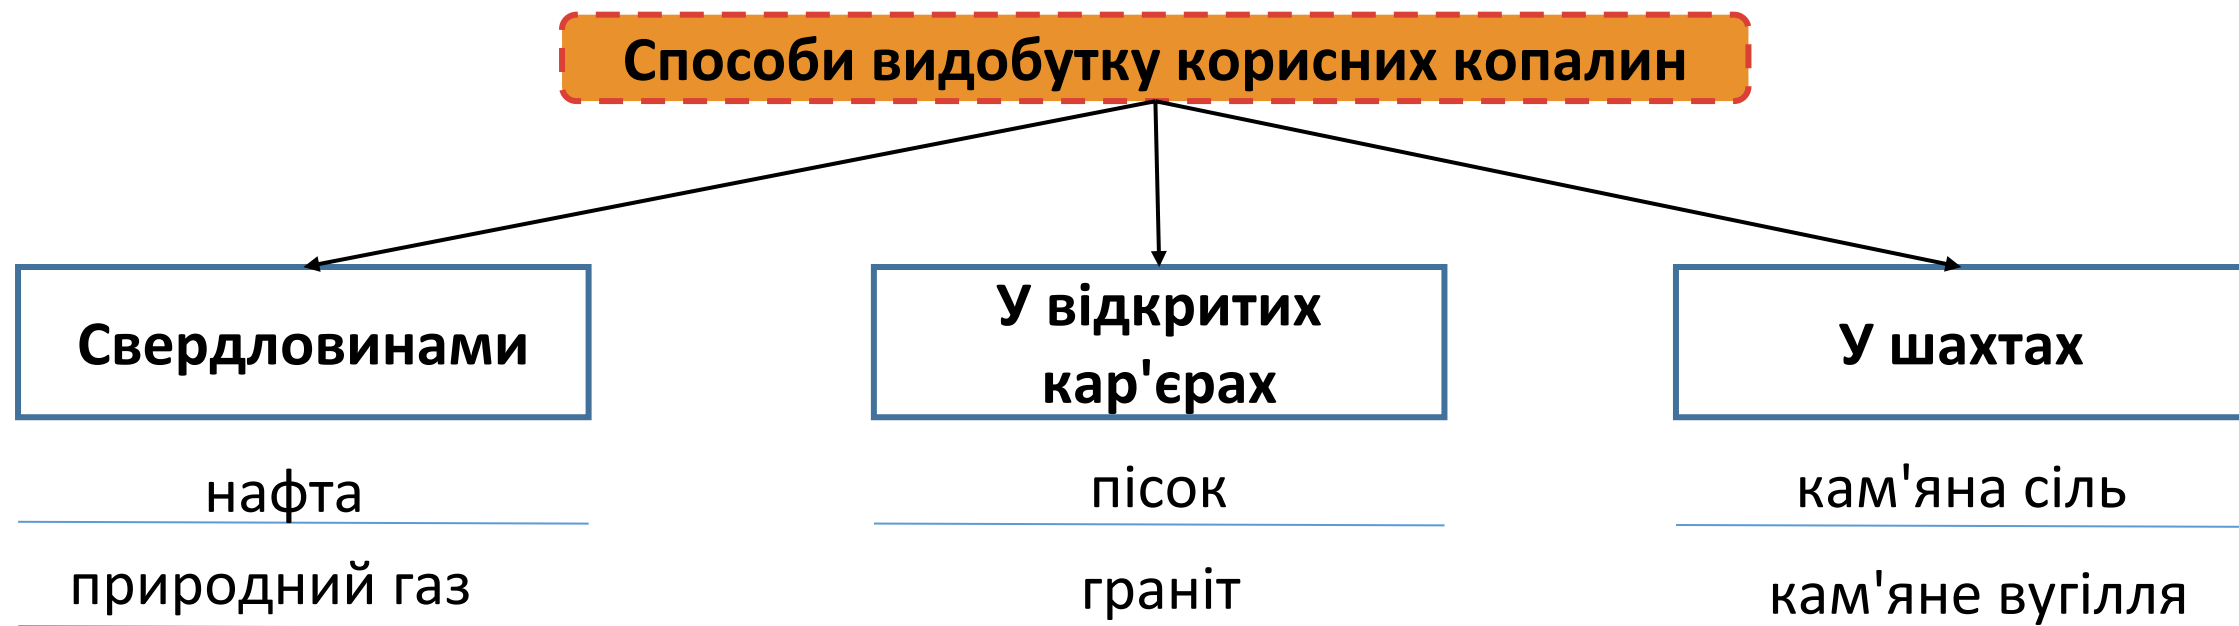 Способи видобутку корисних копалин
Свердловинами
У відкритих
кар'єрах
У шахтах
нафта
пісок
кам'яна сіль
природний газ
граніт
кам'яне вугілля